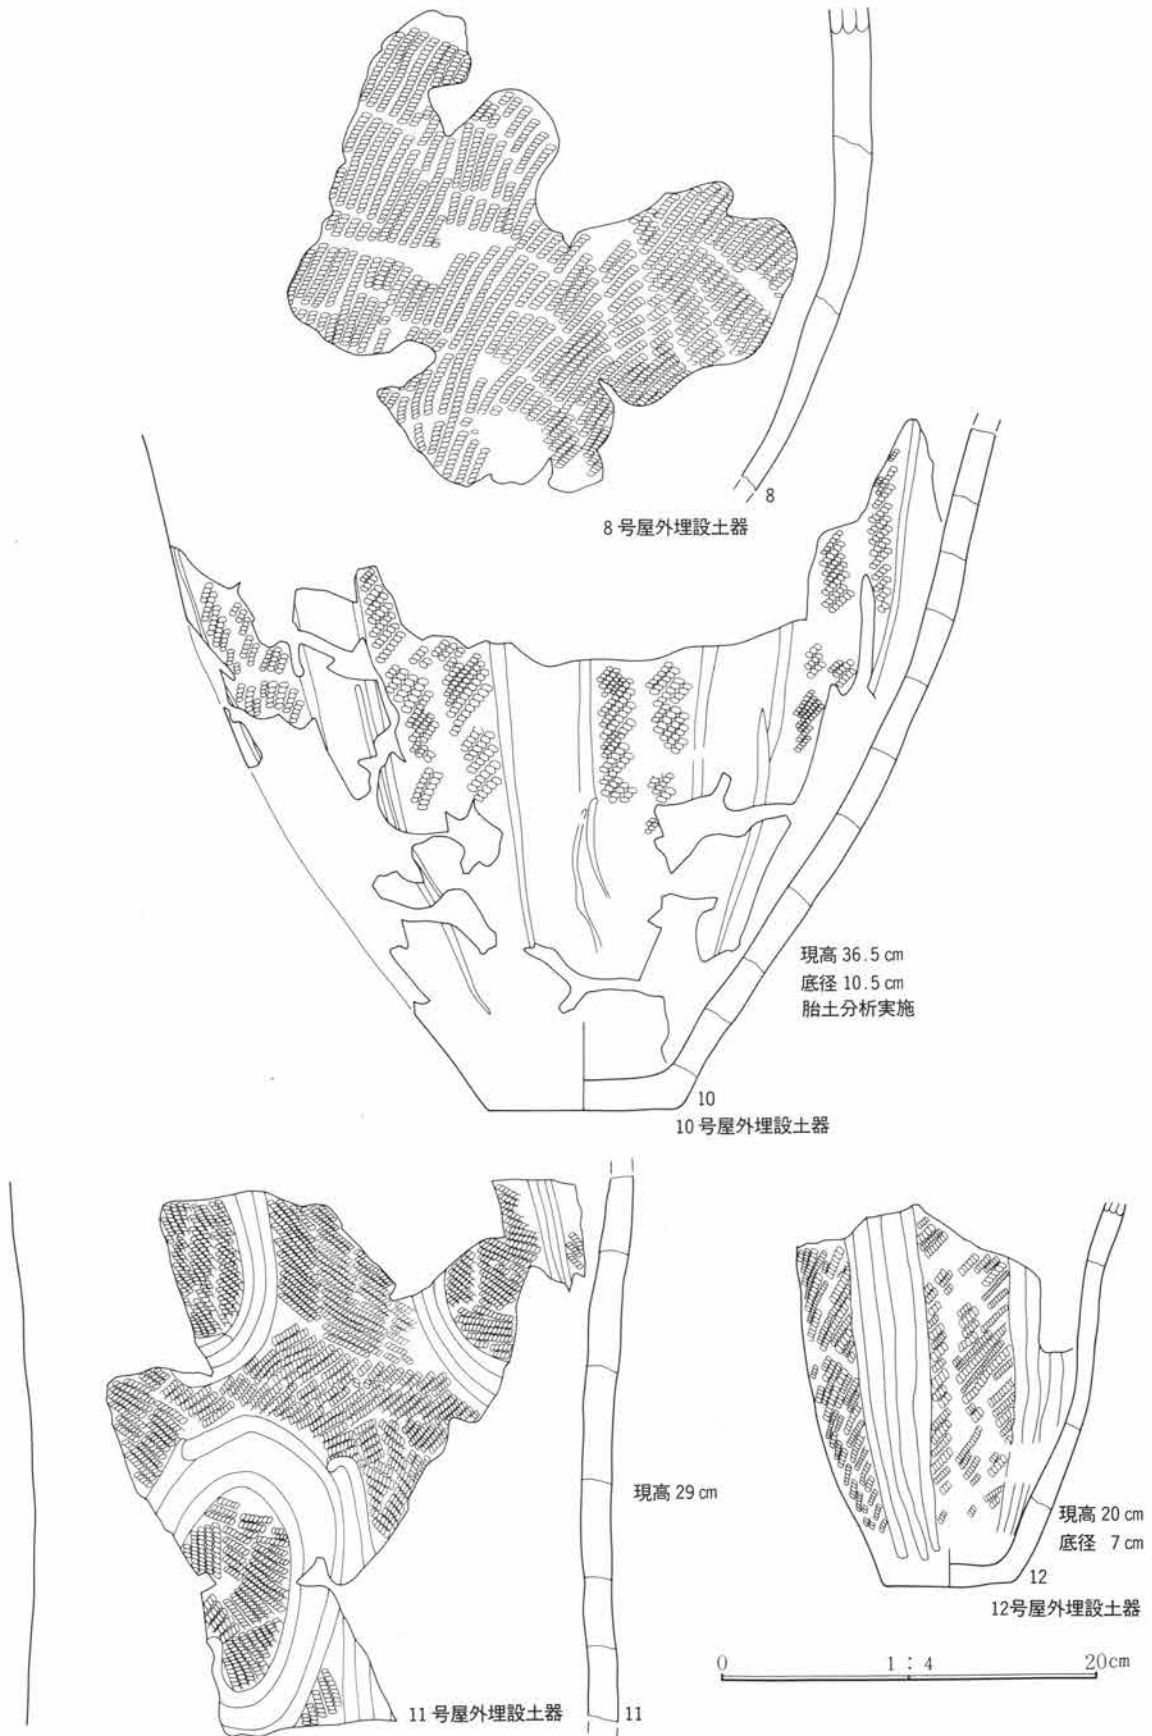 8
8号屋外埋設土器
現高 36.5 cm
底径 10.5 cm
胎土分析実施
10
10号屋外埋設土器
現高 29 cm
11号屋外埋設土器
11
現高 20 cm
底径 7 cm
12
12号屋外埋設土器
0 1:4 20cm